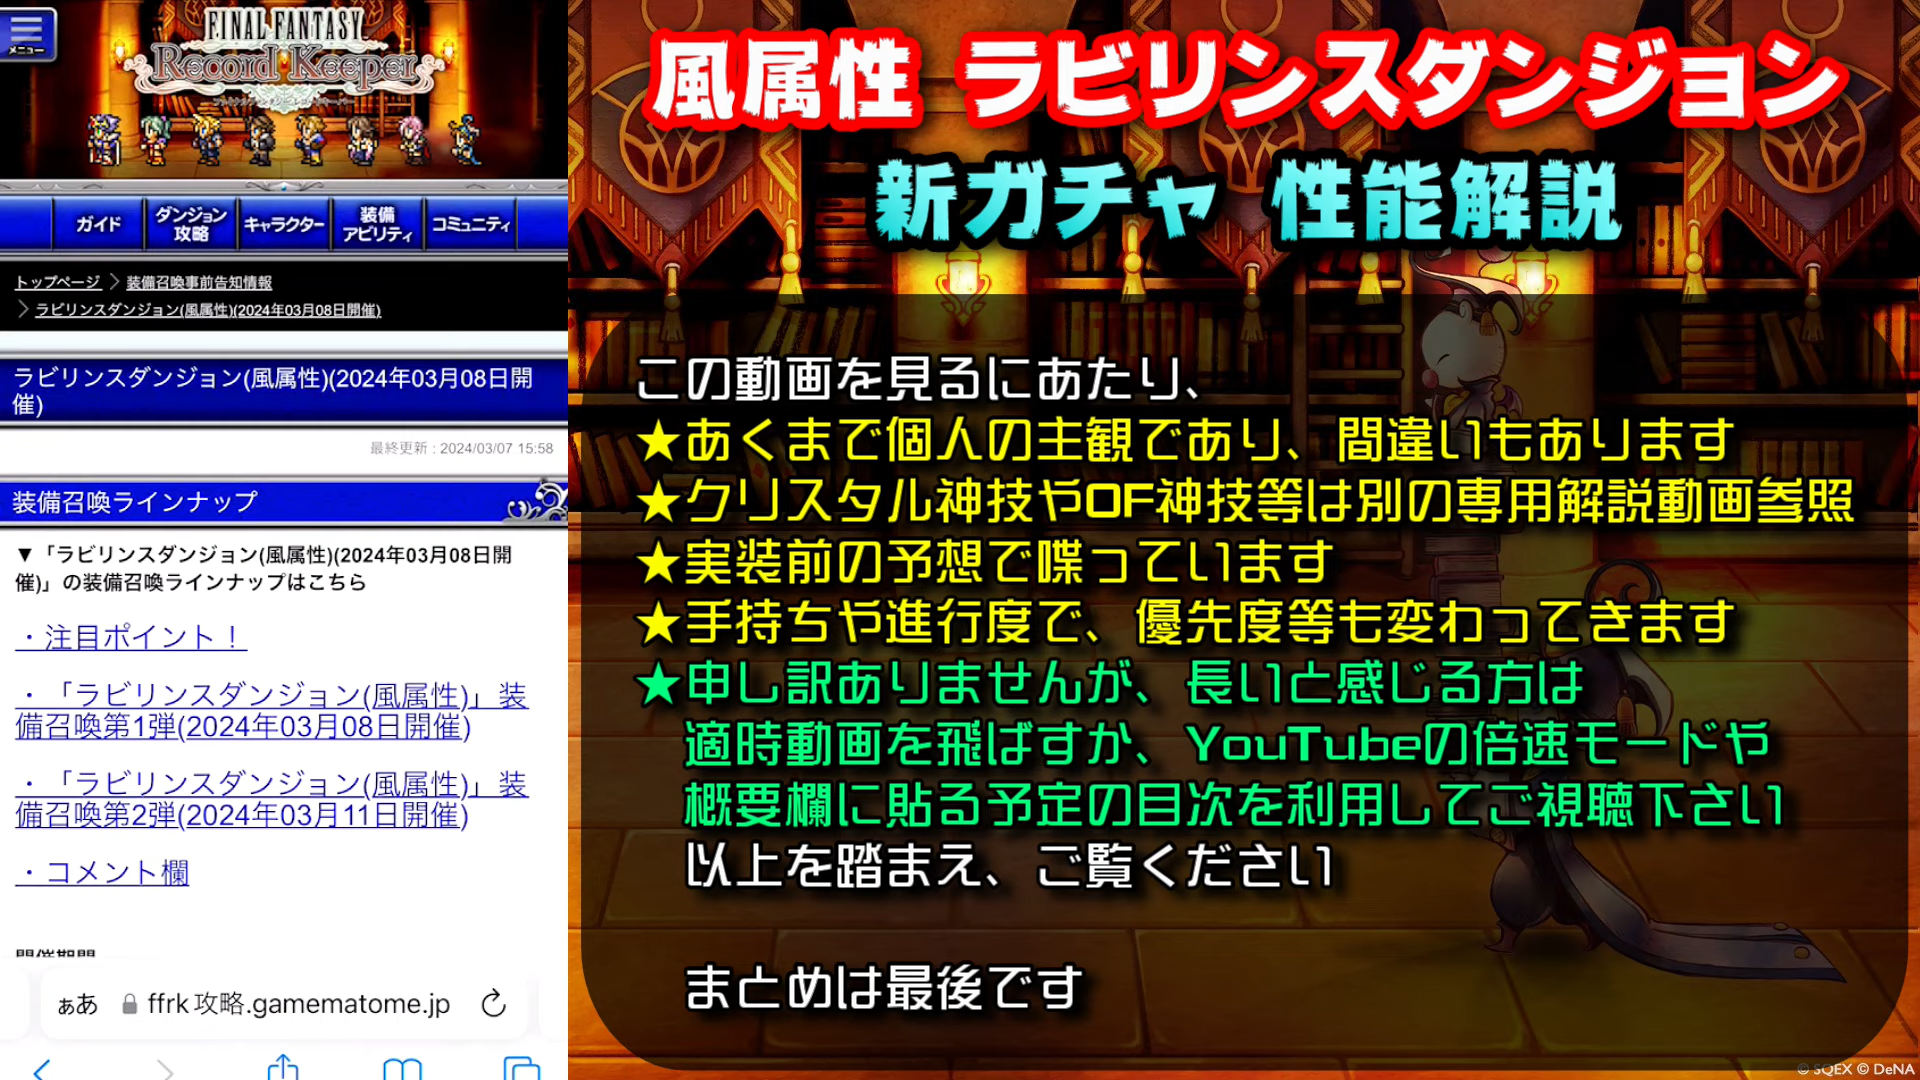 メニュー
FINAL FANTASY
Record Keeper
ガイド
ダンジョン
攻略
キャラクター
装備
アビリティ
コミュニティ
トップページ 〉装備召喚事前告知情報
〉ラビリンスダンジョン(風属性)(2024年03月08日開催)
ラビリンスダンジョン(風属性)(2024年03月08日開
催)
最終更新 : 2024/03/07 15:58
装備召喚ラインナップ
▼「ラビリンスダンジョン(風属性)(2024年03月08日開
催)」の装備召喚ラインナップはこちら
・注目ポイント！
・「ラビリンスダンジョン(風属性)」装
備召喚第1弾(2024年03月08日開催)
・「ラビリンスダンジョン(風属性)」装
備召喚第2弾(2024年03月11日開催)
・コメント欄
開催期間
ぁあ ffrk攻略.gamematome.jp
風属性 ラビリンスダンジョン
新ガチャ 性能解説
この動画を見るにあたり、
★あくまで個人の主観であり、間違いもあります
★クリスタル神技やOF神技等は別の専用解説動画参照
★実装前の予想で喋っています
★手持ちや進行度で、優先度等も変わってきます
★申し訳ありませんが、長いと感じる方は
適時動画を飛ばすか、YouTubeの倍速モードや
概要欄に貼る予定の目次を利用してご視聴下さい
以上を踏まえ、ご覧ください
まとめは最後です
© SQEX © DeNA